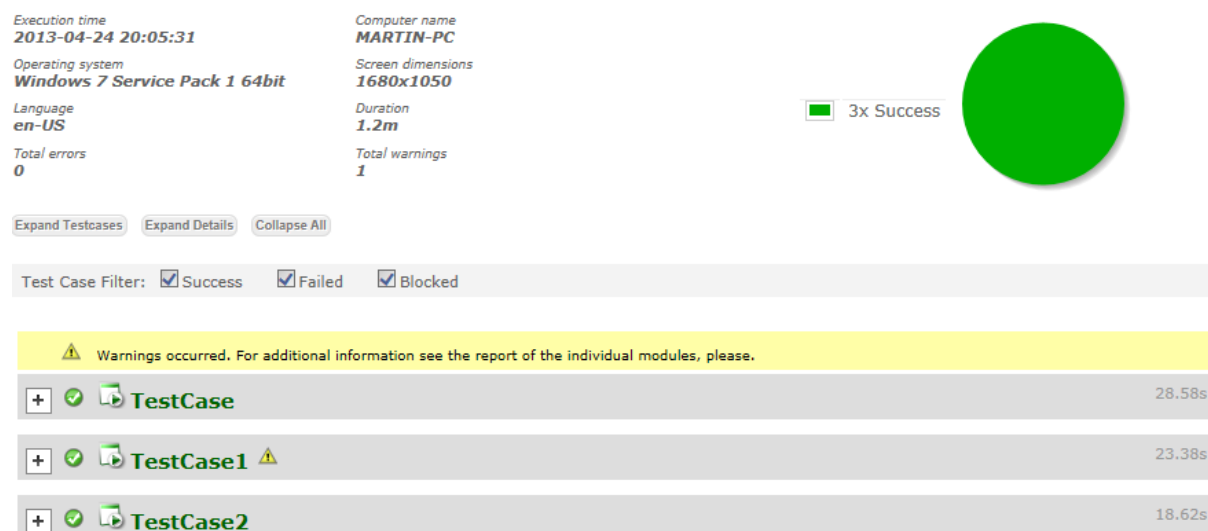 Execution time
2013-04-24 20:05:31
Computer name
MARTIN-PC
Operating system
Windows 7 Service Pack 1 64bit
Screen dimensions
1680x1050
Language
en-US
Duration
1.2m
Total errors
0
Total warnings
1
3x Success
Expand Testcases Expand Details Collapse All
Test Case Filter: Success Failed Blocked
Warnings occurred. For additional information see the report of the individual modules, please.
TestCase 28.58s
TestCase1 23.38s
TestCase2 18.62s